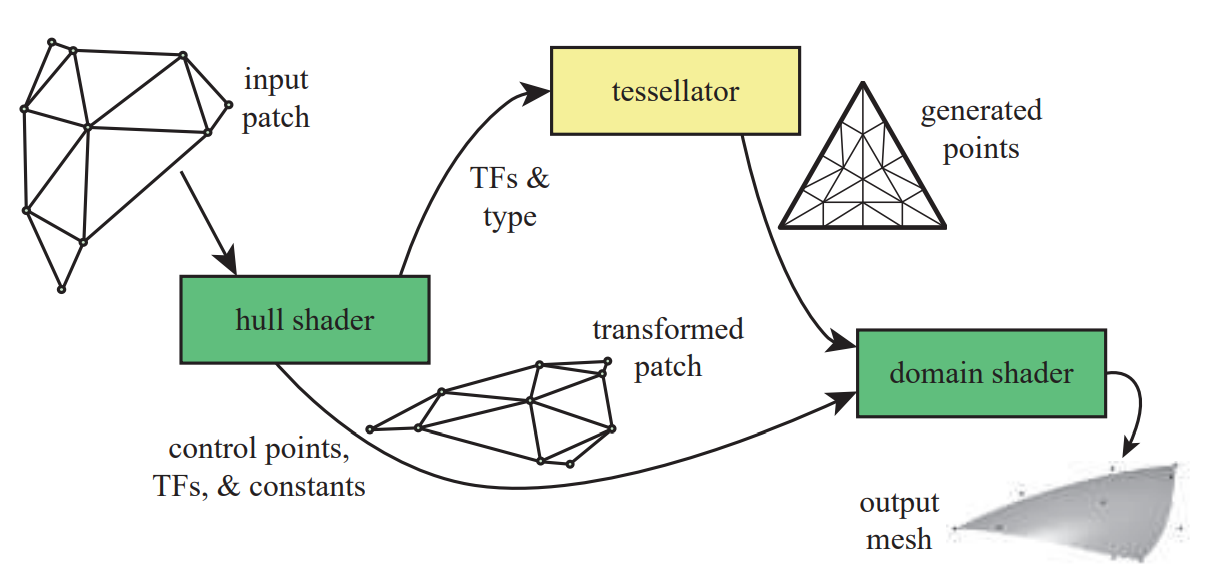 input
patch
tessellator
generated
points
TFs &
type
hull shader
transformed
patch
domain shader
control points,
TFs, & constants
output
mesh